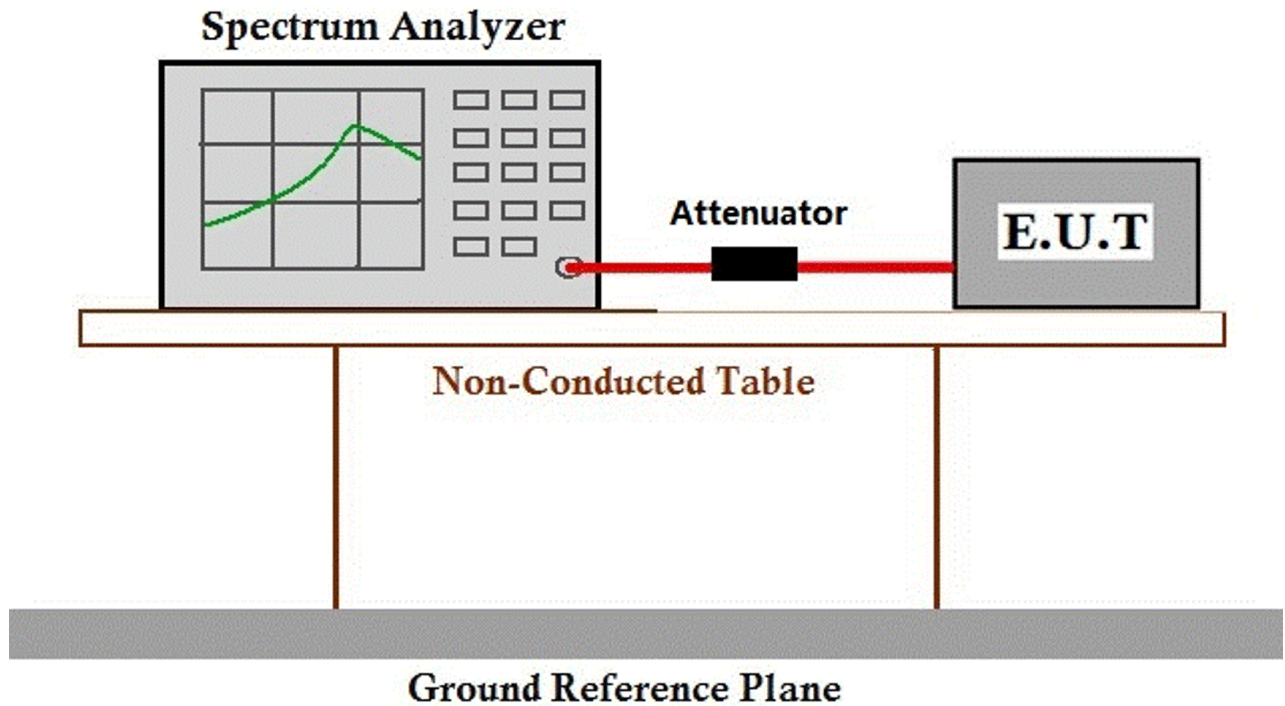 Spectrum Analyzer
Attenuator
E.U.T
Non-Conducted Table
Ground Reference Plane